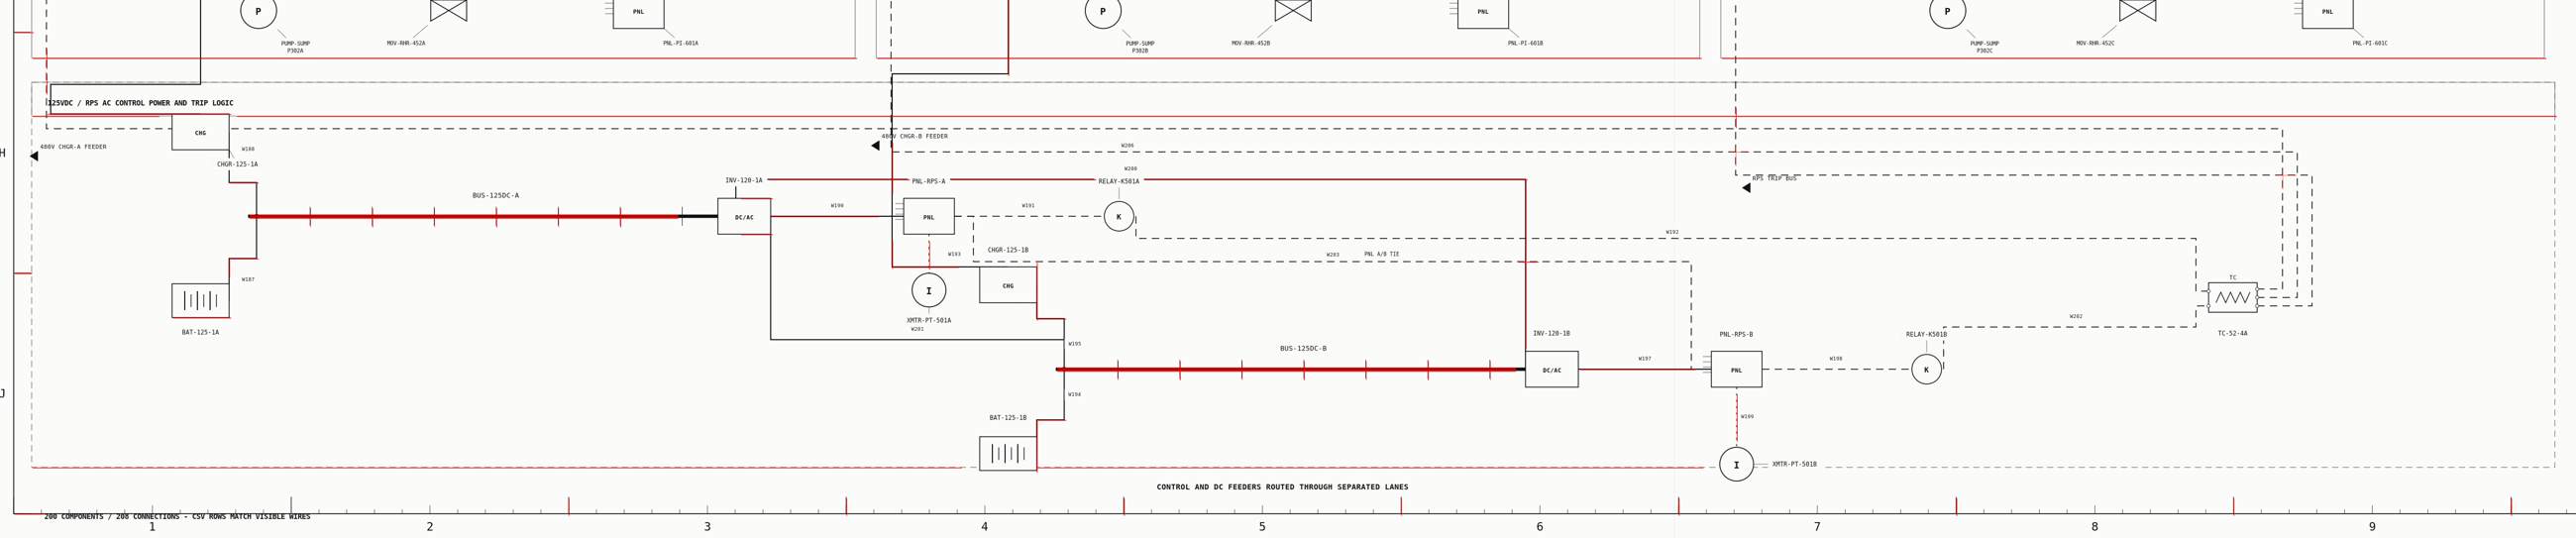 P
PNL
PUMP-SUMP
P302A
MOV-RHR-452A
PNL-PI-601A
P
PNL
PUMP-SUMP
P302B
MOV-RHR-452B
PNL-PI-601B
P
PNL
PUMP-SUMP
P302C
MOV-RHR-452C
PNL-PI-601C
125VDC / RPS AC CONTROL POWER AND TRIP LOGIC
CHG
480V CHGR-A FEEDER
W188
CHGR-125-1A
480V CHGR-B FEEDER
W206
W200
RPS TRIP BUS
H
BUS-125DC-A
INV-120-1A
PNL-RPS-A
RELAY-K501A
DC/AC
W190
PNL
W191
K
W192
W193
CHGR-125-1B
W203
PNL A/B TIE
W187
BAT-125-1A
I
CHG
XMTR-PT-501A
W201
TC
TC-52-4A
W202
W195
BUS-125DC-B
INV-120-1B
PNL-RPS-B
RELAY-K501B
DC/AC
W197
PNL
W198
K
J
W194
BAT-125-1B
W199
I
XMTR-PT-501B
CONTROL AND DC FEEDERS ROUTED THROUGH SEPARATED LANES
200 COMPONENTS / 208 CONNECTIONS - CSV ROWS MATCH VISIBLE WIRES
1 2 3 4 5 6 7 8 9